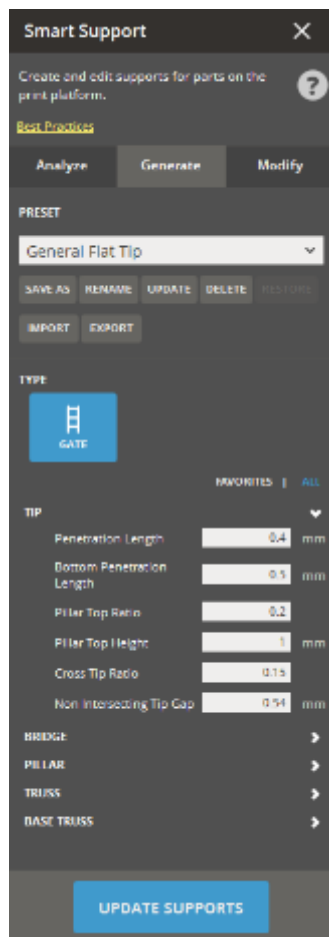 Smart Support
Create and edit supports for parts on the
print platform.
?
Best Practices
Analyze Generate Modify
PRESET
General Flat Tip
SAVE AS RENAME UPDATE DELETE RESTORE
IMPORT EXPORT
TYPE
GATE
FAVORITES | ALL
TIP
Penetration Length 0.4 mm
Bottom Penetration
Length 0.5 mm
Pillar Top Ratio 0.2
Pillar Top Height 1 mm
Cross Tip Ratio 0.15
Non Intersecting Tip Gap 0.54 mm
BRIDGE
PILLAR
TRUSS
BASE TRUSS
UPDATE SUPPORTS